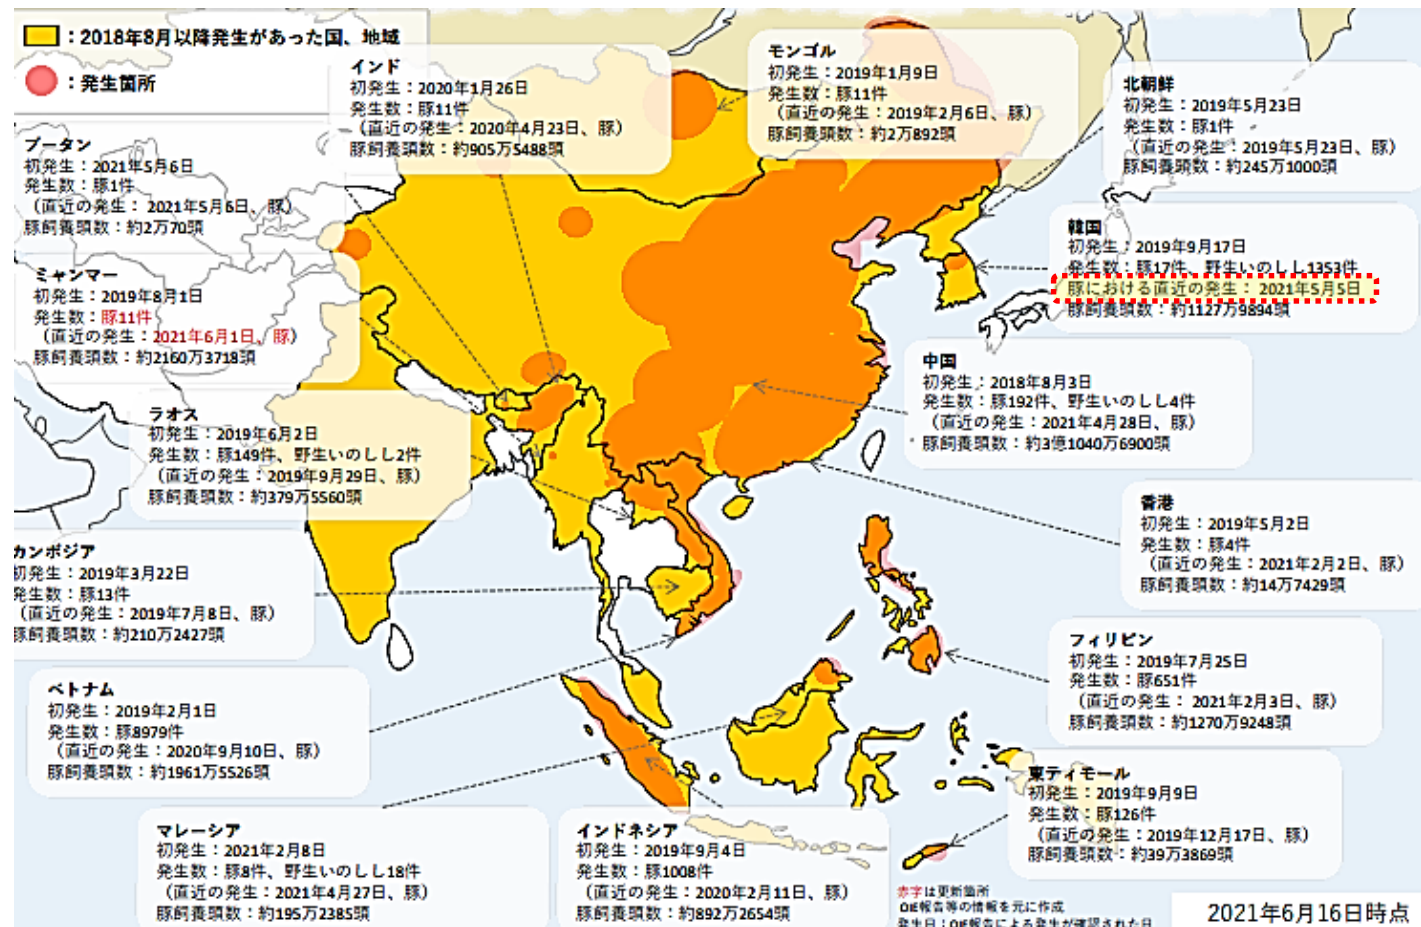 ：2018年8月以降発生があった国、地域
：発生箇所
インド
初発生：2020年1月26日
発生数：豚11件
（直近の発生：2020年4月23日、豚）
豚飼養頭数：約905万5488頭
モンゴル
初発生：2019年1月9日
発生数：豚11件
（直近の発生：2019年2月6日、豚）
豚飼養頭数：約2万892頭
北朝鮮
初発生：2019年5月23日
発生数：豚1件
（直近の発生：2019年5月23日、豚）
豚飼養頭数：約245万1000頭
ブータン
初発生：2021年5月6日
発生数：豚1件
（直近の発生：2021年5月6日、豚）
豚飼養頭数：約2万70頭
韓国
初発生：2019年9月17日
発生数：豚17件、野生いのしし1353件
豚における直近の発生： 2021年5月5日
豚飼養頭数：約1127万9894頭
ミャンマー
初発生：2019年8月1日
発生数：豚11件
（直近の発生：2021年6月1日、豚）
豚飼養頭数：約2160万3718頭
中国
初発生：2018年8月3日
発生数：豚192件、野生いのしし4件
（直近の発生：2021年4月28日、豚）
豚飼養頭数：約3億1040万6900頭
ラオス
初発生：2019年6月2日
発生数：豚149件、野生いのしし2件
（直近の発生：2019年9月29日、豚）
豚飼養頭数：約379万5560頭
香港
初発生：2019年5月2日
発生数：豚4件
（直近の発生：2021年2月2日、豚）
豚飼養頭数：約14万7429頭
カンボジア
初発生：2019年3月22日
発生数：豚13件
（直近の発生：2019年7月8日、豚）
豚飼養頭数：約210万2427頭
フィリピン
初発生：2019年7月25日
発生数：豚651件
（直近の発生： 2021年2月3日、豚）
豚飼養頭数：約1270万9248頭
ベトナム
初発生：2019年2月1日
発生数：豚8979件
（直近の発生：2020年9月10日、豚）
豚飼養頭数：約1961万5526頭
東ティモール
初発生：2019年9月9日
発生数：豚126件
（直近の発生：2019年12月17日、豚）
豚飼養頭数：約39万3869頭
マレーシア
初発生：2021年2月8日
発生数：豚8件、野生いのしし18件
（直近の発生：2021年4月27日、豚）
豚飼養頭数：約195万2385頭
インドネシア
初発生：2019年9月4日
発生数：豚1008件
（直近の発生：2020年2月11日、豚）
豚飼養頭数：約892万2654頭
赤字は更新箇所
OIE報告等の情報を元に作成
発生日：OIE報告による発生が確認された日
2021年6月16日時点